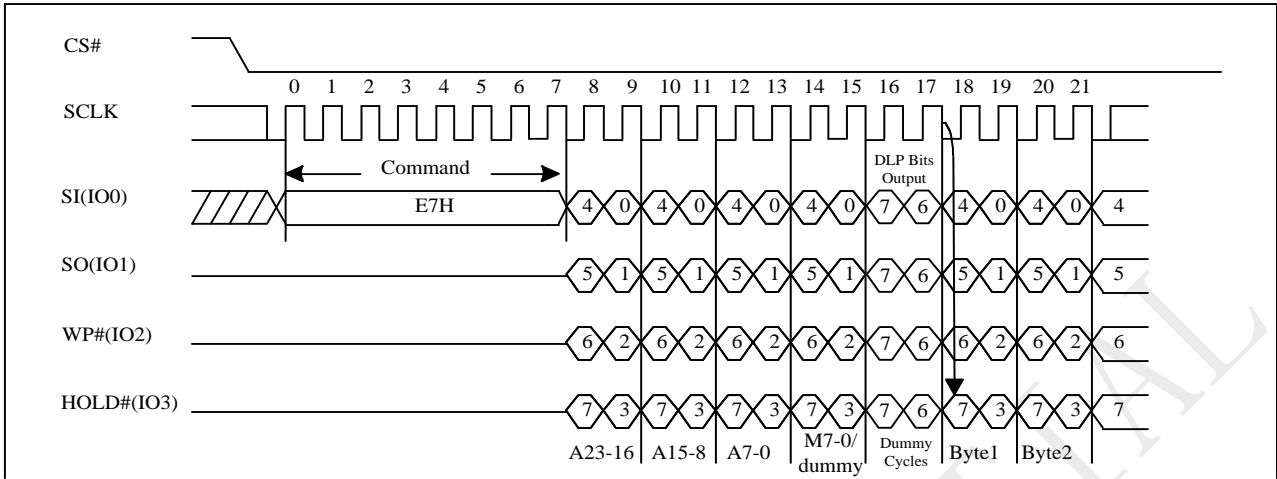 CS#
0 1 2 3 4 5 6 7 8 9 10 11 12 13 14 15 16 17 18 19 20 21
SCLK
Command
DLP Bits
Output
SI(IO0)
E7H
4 0 4 0 4 0 4 0 7 6 4 0 4 0 4
SO(IO1)
5 1 5 1 5 1 5 1 7 6 5 1 5 1 5
WP#(IO2)
6 2 6 2 6 2 6 2 7 6 6 2 6 2 6
HOLD#(IO3)
7 3 7 3 7 3 7 3 7 6 7 3 7 3 7
A23-16 A15-8 A7-0 M7-0/
dummy
Dummy
Cycles
Byte1 Byte2
TIAL